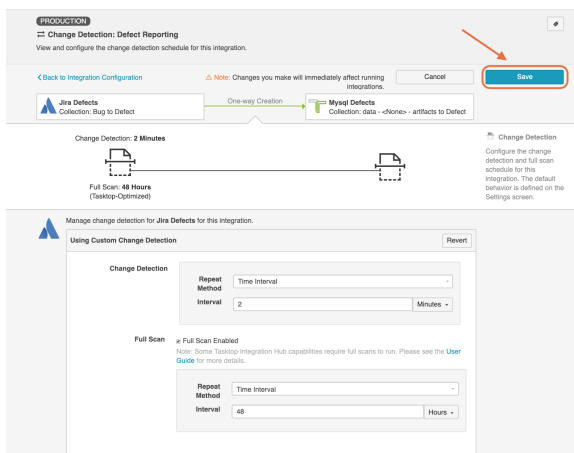 PRODUCTION
Change Detection: Defect Reporting
View and configure the change detection schedule for this integration.
Back to Integration Configuration
Note: Changes you make will immediately affect running
integrations.
Cancel
Save
Jira Defects
Collection: Bug to Defect
One-way Creation
Mysql Defects
Collection: data - <None> - artifacts to Defect
Change Detection: 2 Minutes
Full Scan: 48 Hours
(Tasktop-Optimized)
Change Detection
Configure the change
detection and full scan
schedule for this
integration. The default
behavior is defined on the
Settings screen.
Manage change detection for Jira Defects for this integration.
Using Custom Change Detection
Revert
Change Detection
Repeat
Method
Time Interval
Interval
2
Minutes
Full Scan
Full Scan Enabled
Note: Some Tasktop Integration Hub capabilities require full scans to run. Please see the User
Guide for more details.
Repeat
Method
Time Interval
Interval
48
Hours